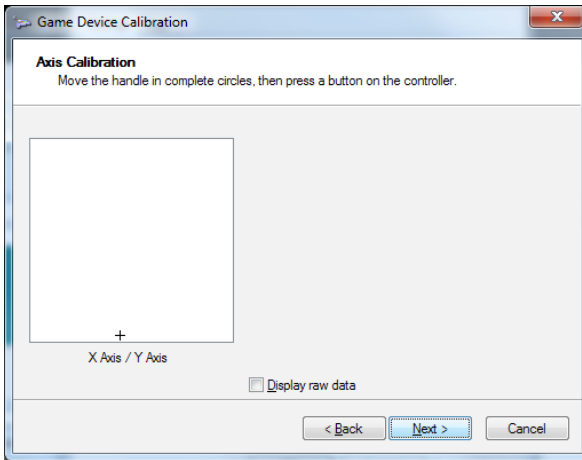 Game Device Calibration
Axis Calibration
Move the handle in complete circles, then press a button on the controller.
X Axis / Y Axis
Display raw data
< Back
Next >
Cancel